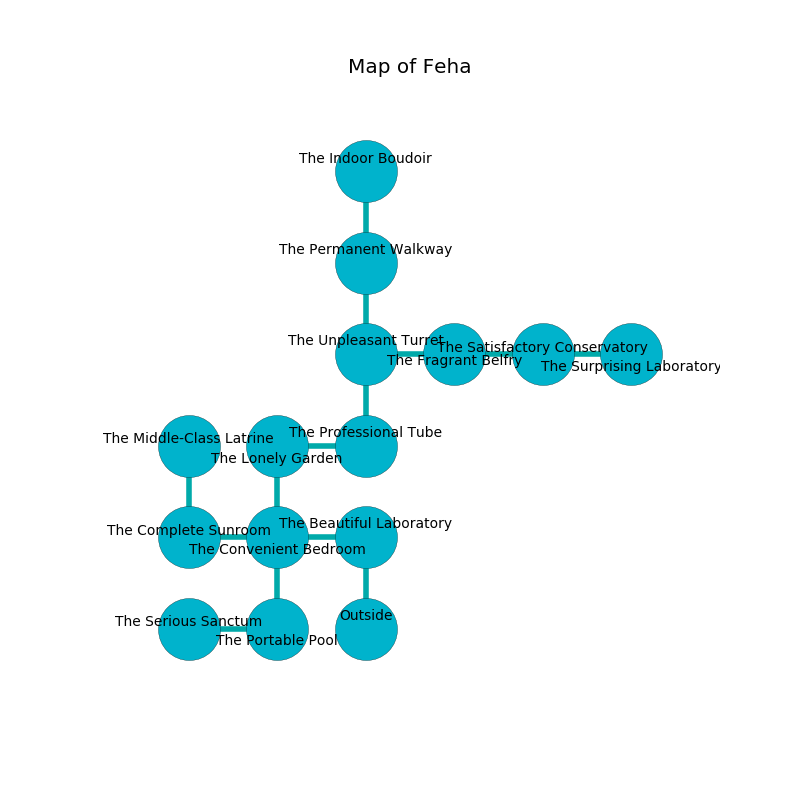 Map of Feha
The Indoor Boudoir
The Permanent Walkway
The Unpleasant Turret
The Satisfactory Conservatory
The Fragrant Belfry
The Surprising Laboratory
The Professional Tube
The Middle-Class Latrine
The Lonely Garden
The Beautiful Laboratory
The Complete Sunroom
The Convenient Bedroom
Outside
The Serious Sanctum
The Portable Pool